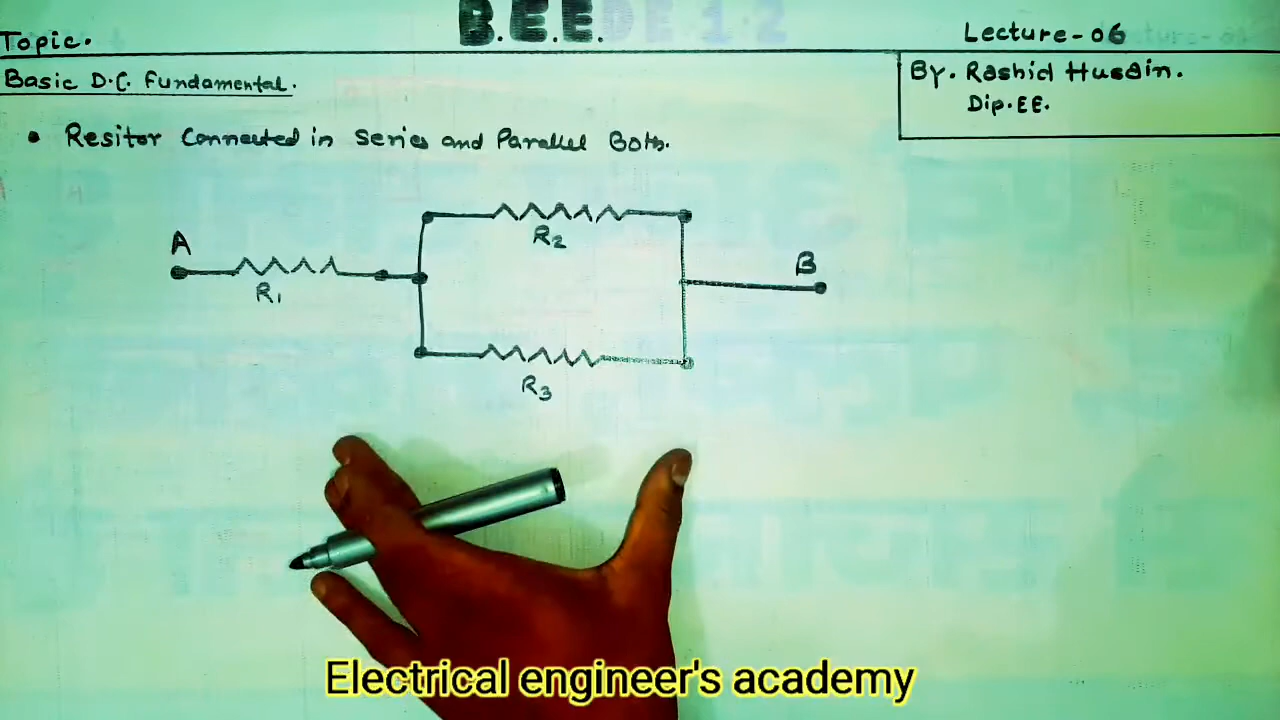 B.E.E.
Topic.
Lecture-06
Basic D.C. Fundamental.
By. Rashid Husain.
Dip.EE.
• Resitor Connected in Series and Parallel Both.
R2
A
B
R1
R3
Electrical engineer's academy